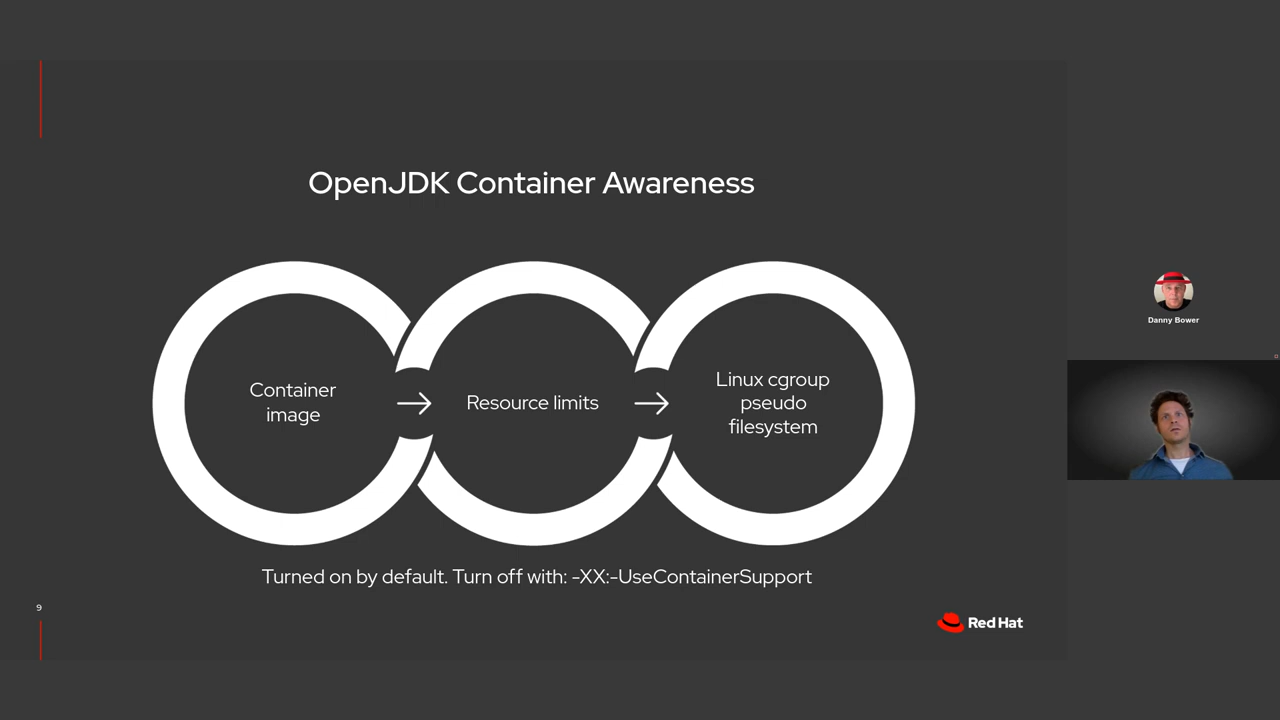 OpenJDK Container Awareness
Container
image
Resource limits
Linux cgroup
pseudo
filesystem
Turned on by default. Turn off with: -XX:-UseContainerSupport
9
Red Hat
Danny Bower